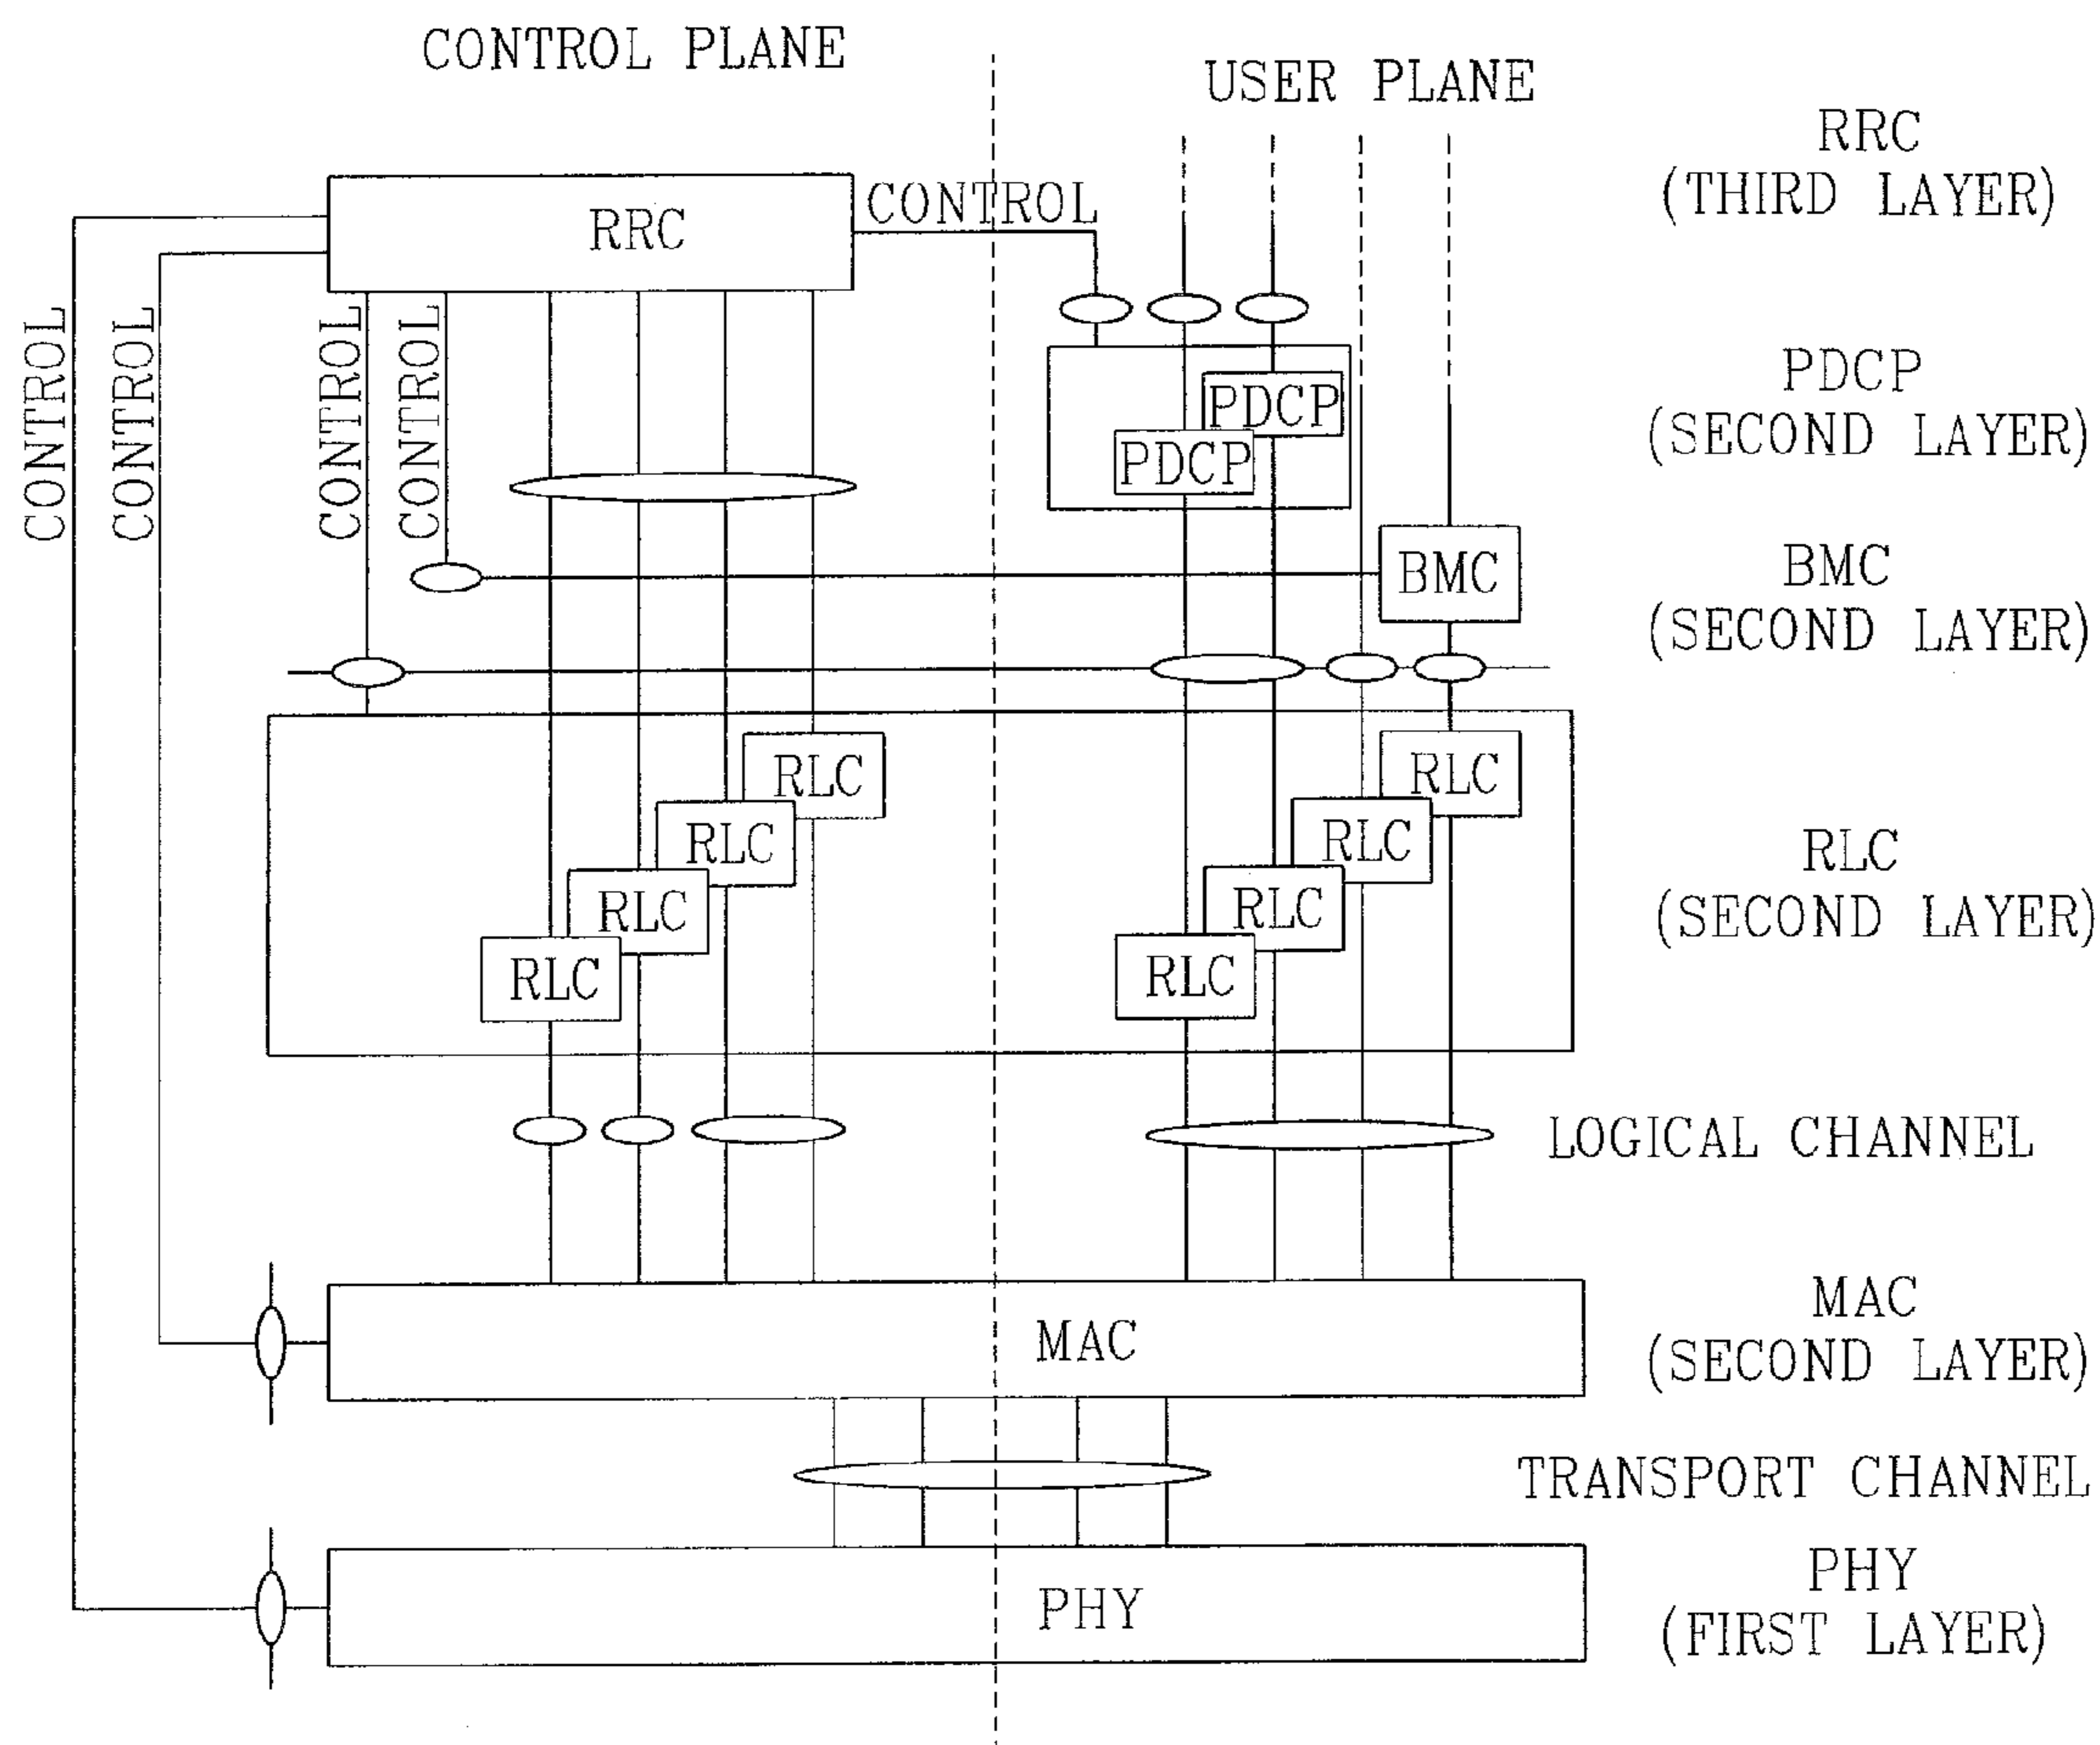 CONTROL PLANE
USER PLANE
RRC
(THIRD LAYER)
RRC
CONTROL
CONTROL
CONTROL
CONTROL
CONTROL
PDCP
PDCP
PDCP
(SECOND LAYER)
BMC
BMC
(SECOND LAYER)
RLC
RLC
RLC
RLC
RLC
RLC
RLC
RLC
RLC
(SECOND LAYER)
LOGICAL CHANNEL
MAC
MAC
(SECOND LAYER)
TRANSPORT CHANNEL
PHY
PHY
(FIRST LAYER)